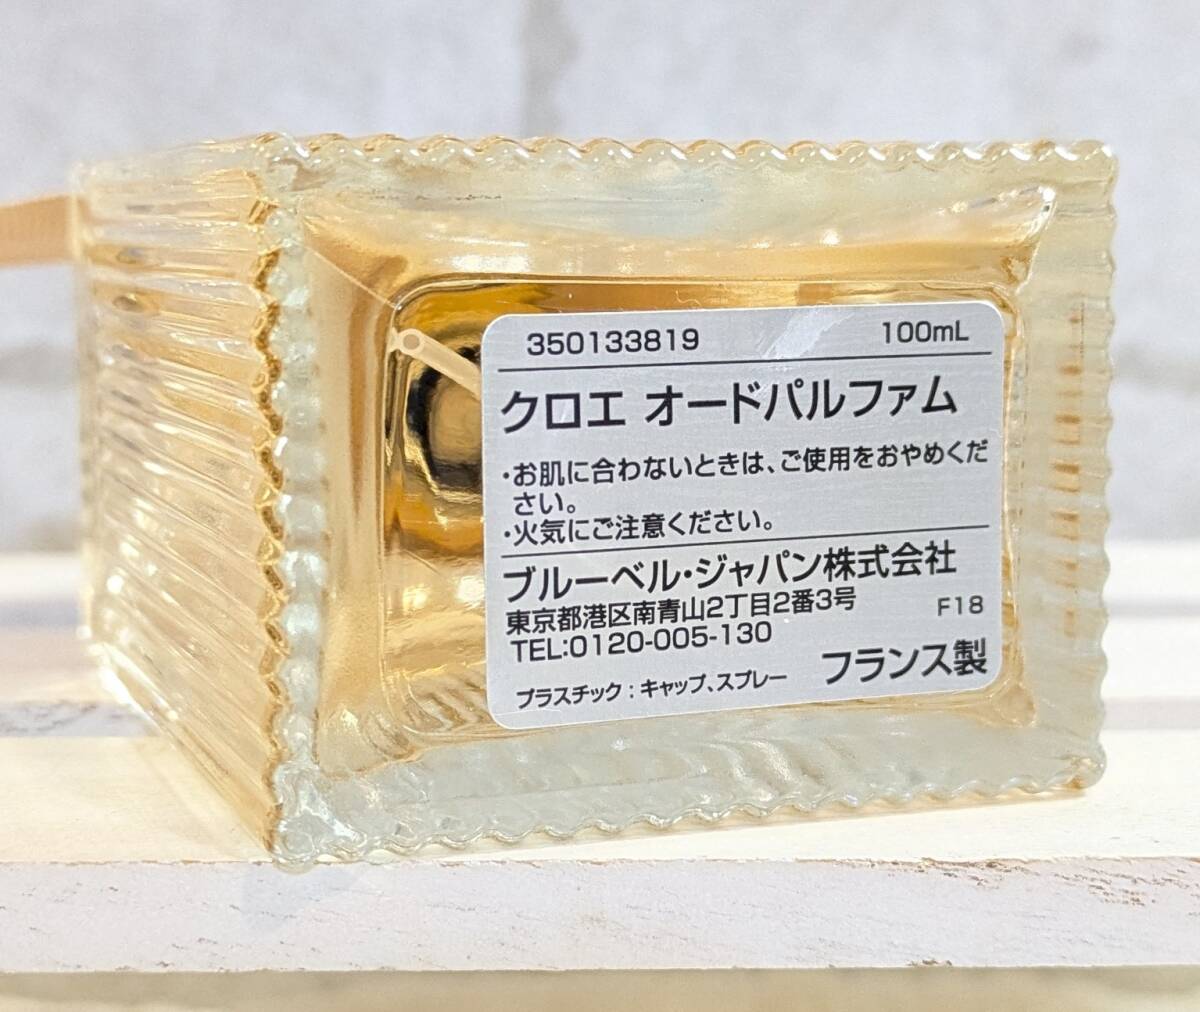 350133819 100mL
クロエ オードパルファム
・お肌に合わないときは、ご使用をおやめくだ
さい。
・火気にご注意ください。
ブルーベル・ジャパン株式会社
東京都港区南青山2丁目2番3号 F18
TEL:0120-005-130
プラスチック : キャップ、スプレー フランス製